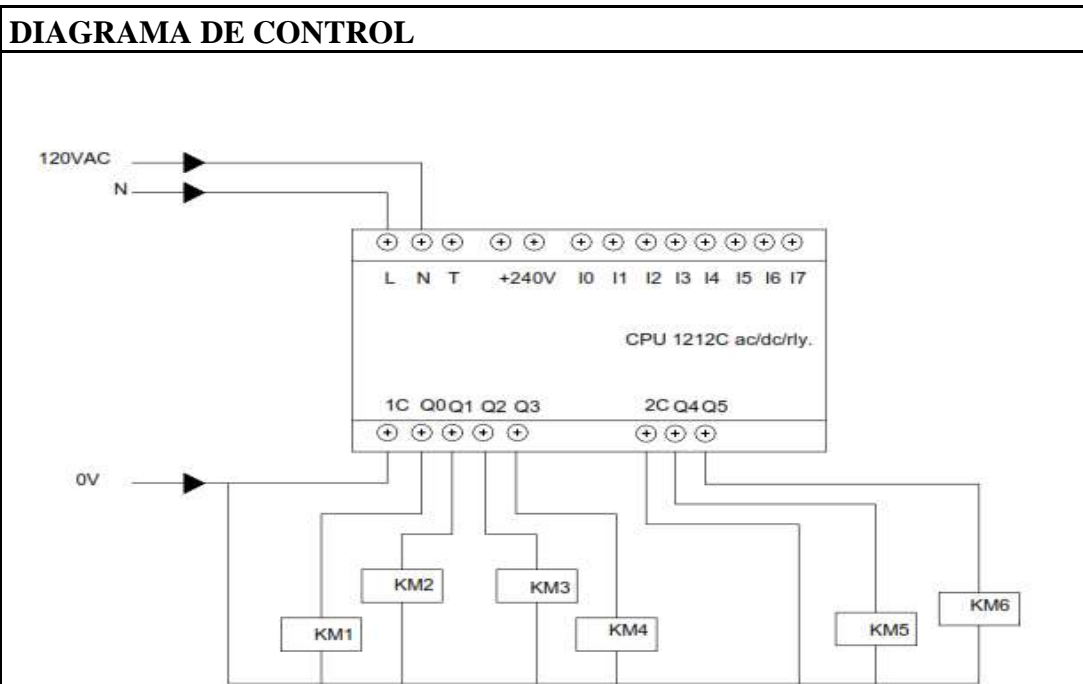 DIAGRAMA DE CONTROL
120VAC
N
L N T +240V I0 I1 I2 I3 I4 I5 I6 I7
CPU 1212C ac/dc/rly.
1C Q0 Q1 Q2 Q3 2C Q4 Q5
0V
KM2 KM3 KM6
KM1 KM4 KM5